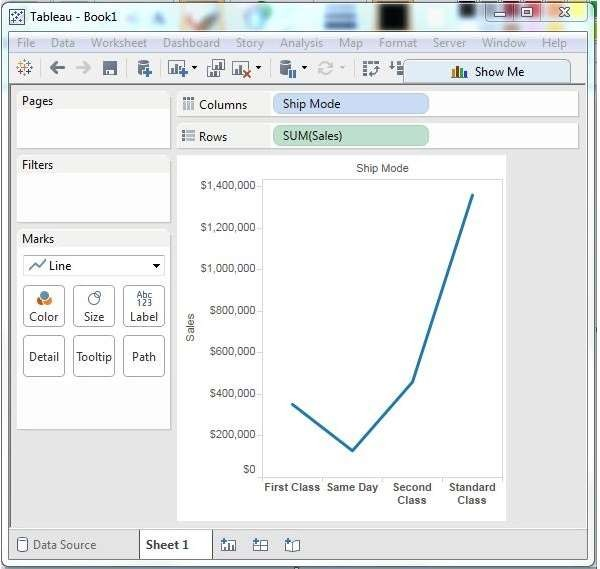 Tableau - Book1
File Data Worksheet Dashboard Story Analysis Map Format Server Window Help
Show Me
Pages
Columns Ship Mode
Rows SUM(Sales)
Filters
Marks
Line
Abc
123
Color Size Label
Detail Tooltip Path
Ship Mode
$1,400,000
$1,200,000
$1,000,000
$800,000
$600,000
$400,000
$200,000
$0
Sales
First Class Same Day Second Class Standard Class
Data Source Sheet 1